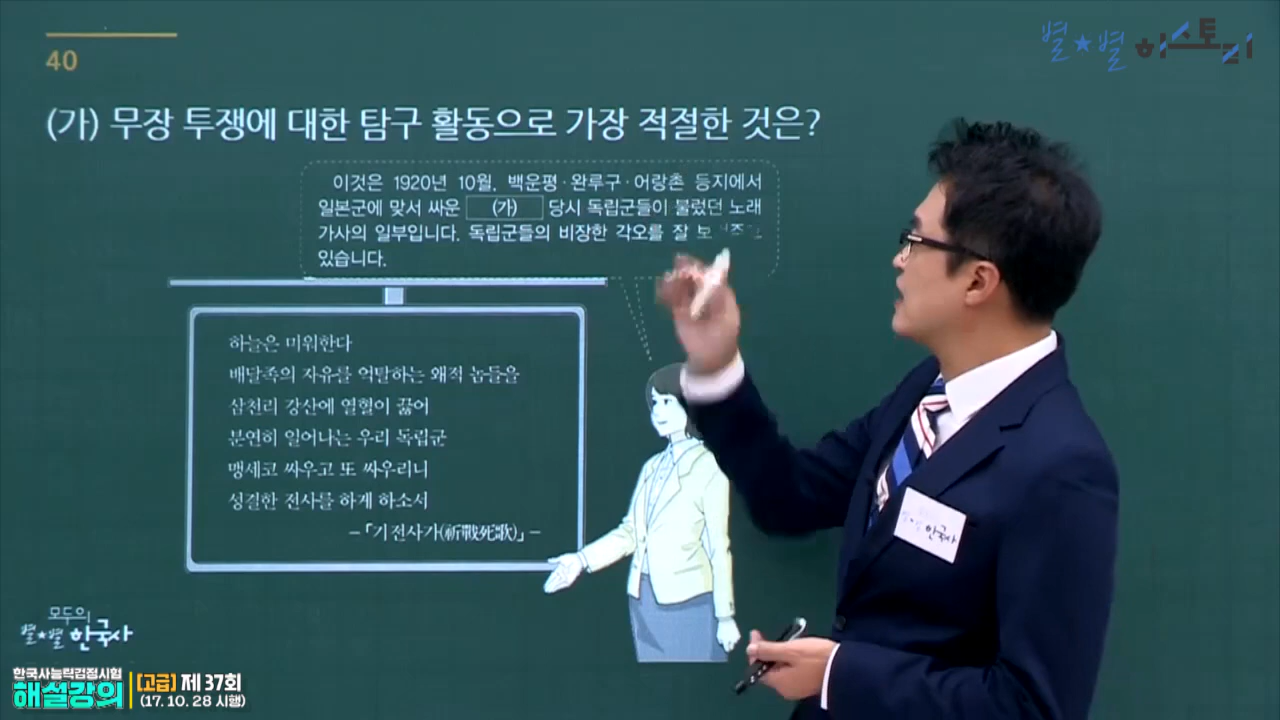 별★별 히스토리
40
(가) 무장 투쟁에 대한 탐구 활동으로 가장 적절한 것은?
이것은 1920년 10월, 백운평·완루구·어랑촌 등지에서
일본군에 맞서 싸운 (가) 당시 독립군들이 불렀던 노래
가사의 일부입니다. 독립군들의 비장한 각오를 잘
있습니다.
하늘은 미워한다
배달족의 자유를 억탈하는 왜적 놈들을
삼천리 강산에 열혈이 끓어
분연히 일어나는 우리 독립군
맹세코 싸우고 또 싸우리니
성결한 전사를 하게 하소서
-「기전사가(祈戰死歌)」-
한국사
모두의
별★별 한국사
한국사능력검정시험
해설강의
[고급] 제 37회
(17. 10. 28 시행)